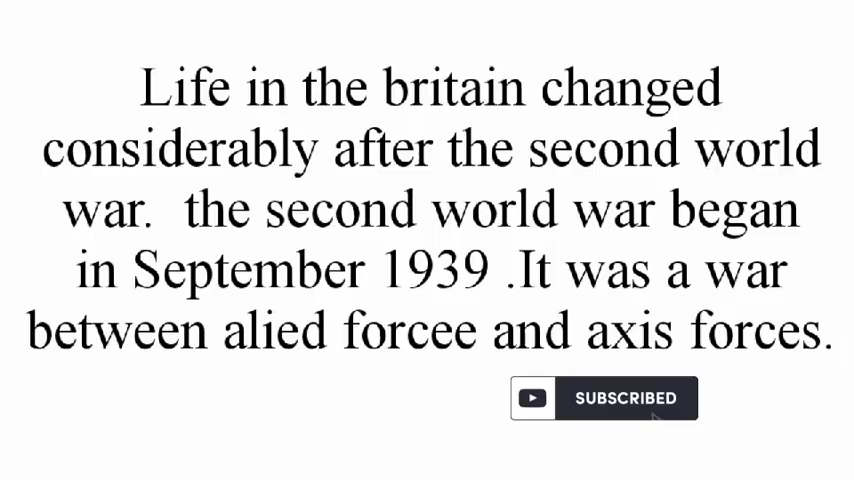 Life in the britain changed
considerably after the second world
war.  the second world war began
in September 1939 .It was a war
between alied forcee and axis forces.
SUBSCRIBED